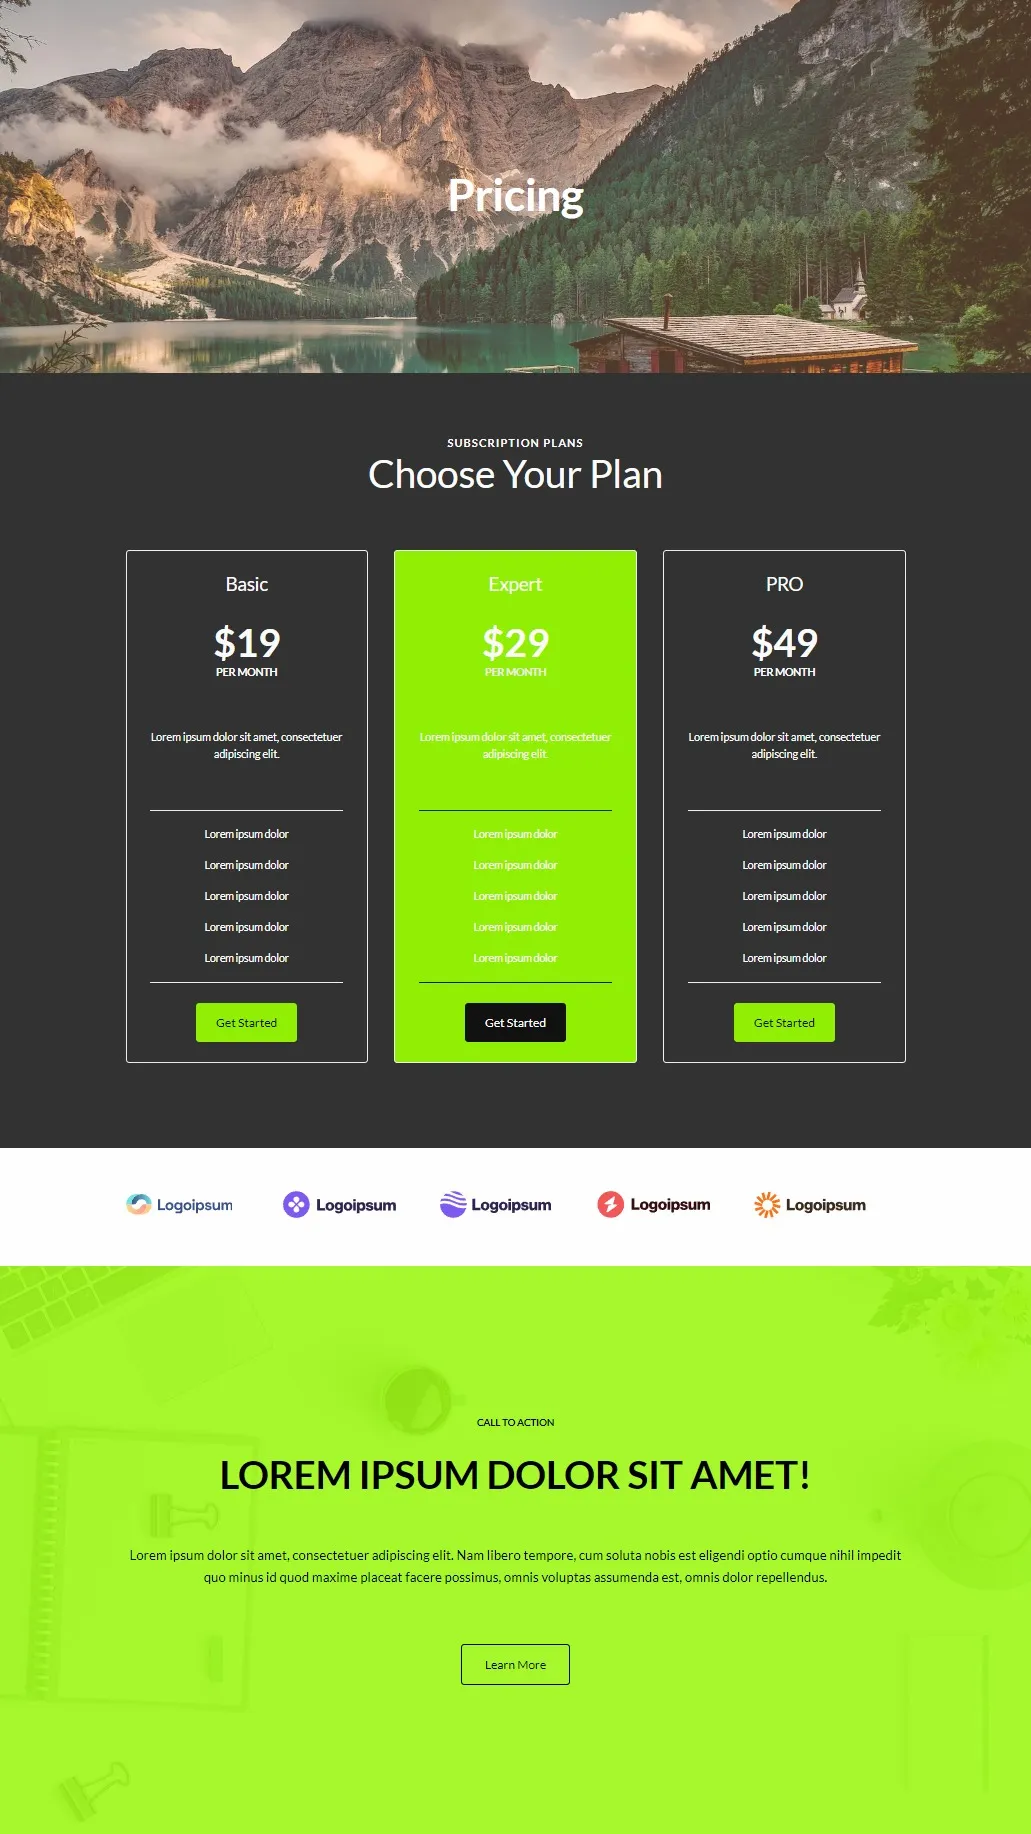 Pricing
SUBSCRIPTION PLANS
Choose Your Plan
Basic
$19
PER MONTH
Lorem ipsum dolor sit amet, consectetuer
adipiscing elit.
Lorem ipsum dolor
Lorem ipsum dolor
Lorem ipsum dolor
Lorem ipsum dolor
Lorem ipsum dolor
Get Started
Expert
$29
PER MONTH
Lorem ipsum dolor sit amet, consectetuer
adipiscing elit.
Lorem ipsum dolor
Lorem ipsum dolor
Lorem ipsum dolor
Lorem ipsum dolor
Lorem ipsum dolor
Get Started
PRO
$49
PER MONTH
Lorem ipsum dolor sit amet, consectetuer
adipiscing elit.
Lorem ipsum dolor
Lorem ipsum dolor
Lorem ipsum dolor
Lorem ipsum dolor
Lorem ipsum dolor
Get Started
Logoipsum
Logoipsum
Logoipsum
Logoipsum
Logoipsum
CALL TO ACTION
LOREM IPSUM DOLOR SIT AMET!
Lorem ipsum dolor sit amet, consectetuer adipiscing elit. Nam libero tempore, cum soluta nobis est eligendi optio cumque nihil impedit
quo minus id quod maxime placeat facere possimus, omnis voluptas assumenda est, omnis dolor repellendus.
Learn More